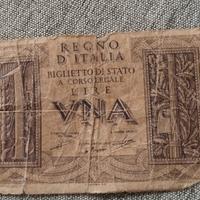 REGNO
D'ITALIA
BIGLIETTO DI STATO
A CORSO LEGALE
LIRE
VNA